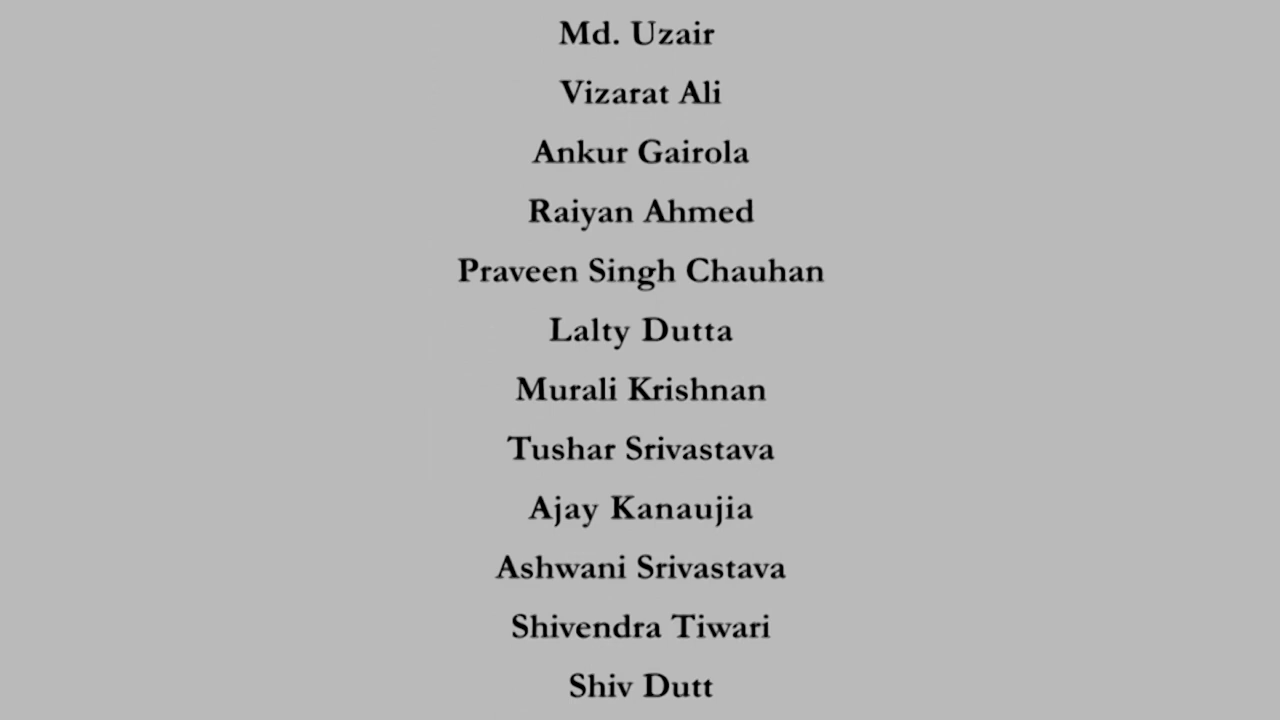 Md. Uzair
Vizarat Ali
Ankur Gairola
Raiyan Ahmed
Praveen Singh Chauhan
Lalty Dutta
Murali Krishnan
Tushar Srivastava
Ajay Kanaujia
Ashwani Srivastava
Shivendra Tiwari
Shiv Dutt